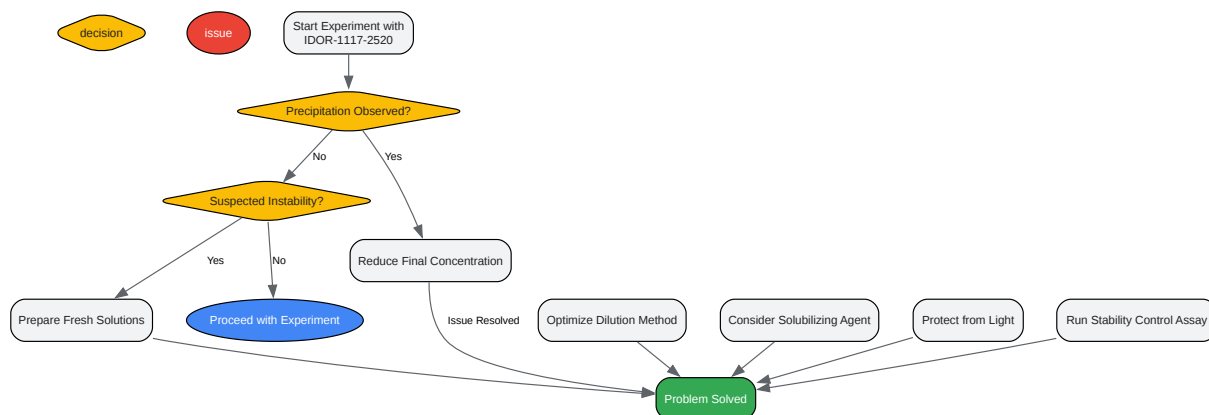 decision
issue
Start Experiment with
IDOR-1117-2520
Precipitation Observed?
No
Yes
Suspected Instability?
Yes
No
Reduce Final Concentration
Prepare Fresh Solutions
Proceed with Experiment
Issue Resolved
Optimize Dilution Method
Consider Solubilizing Agent
Protect from Light
Run Stability Control Assay
Problem Solved